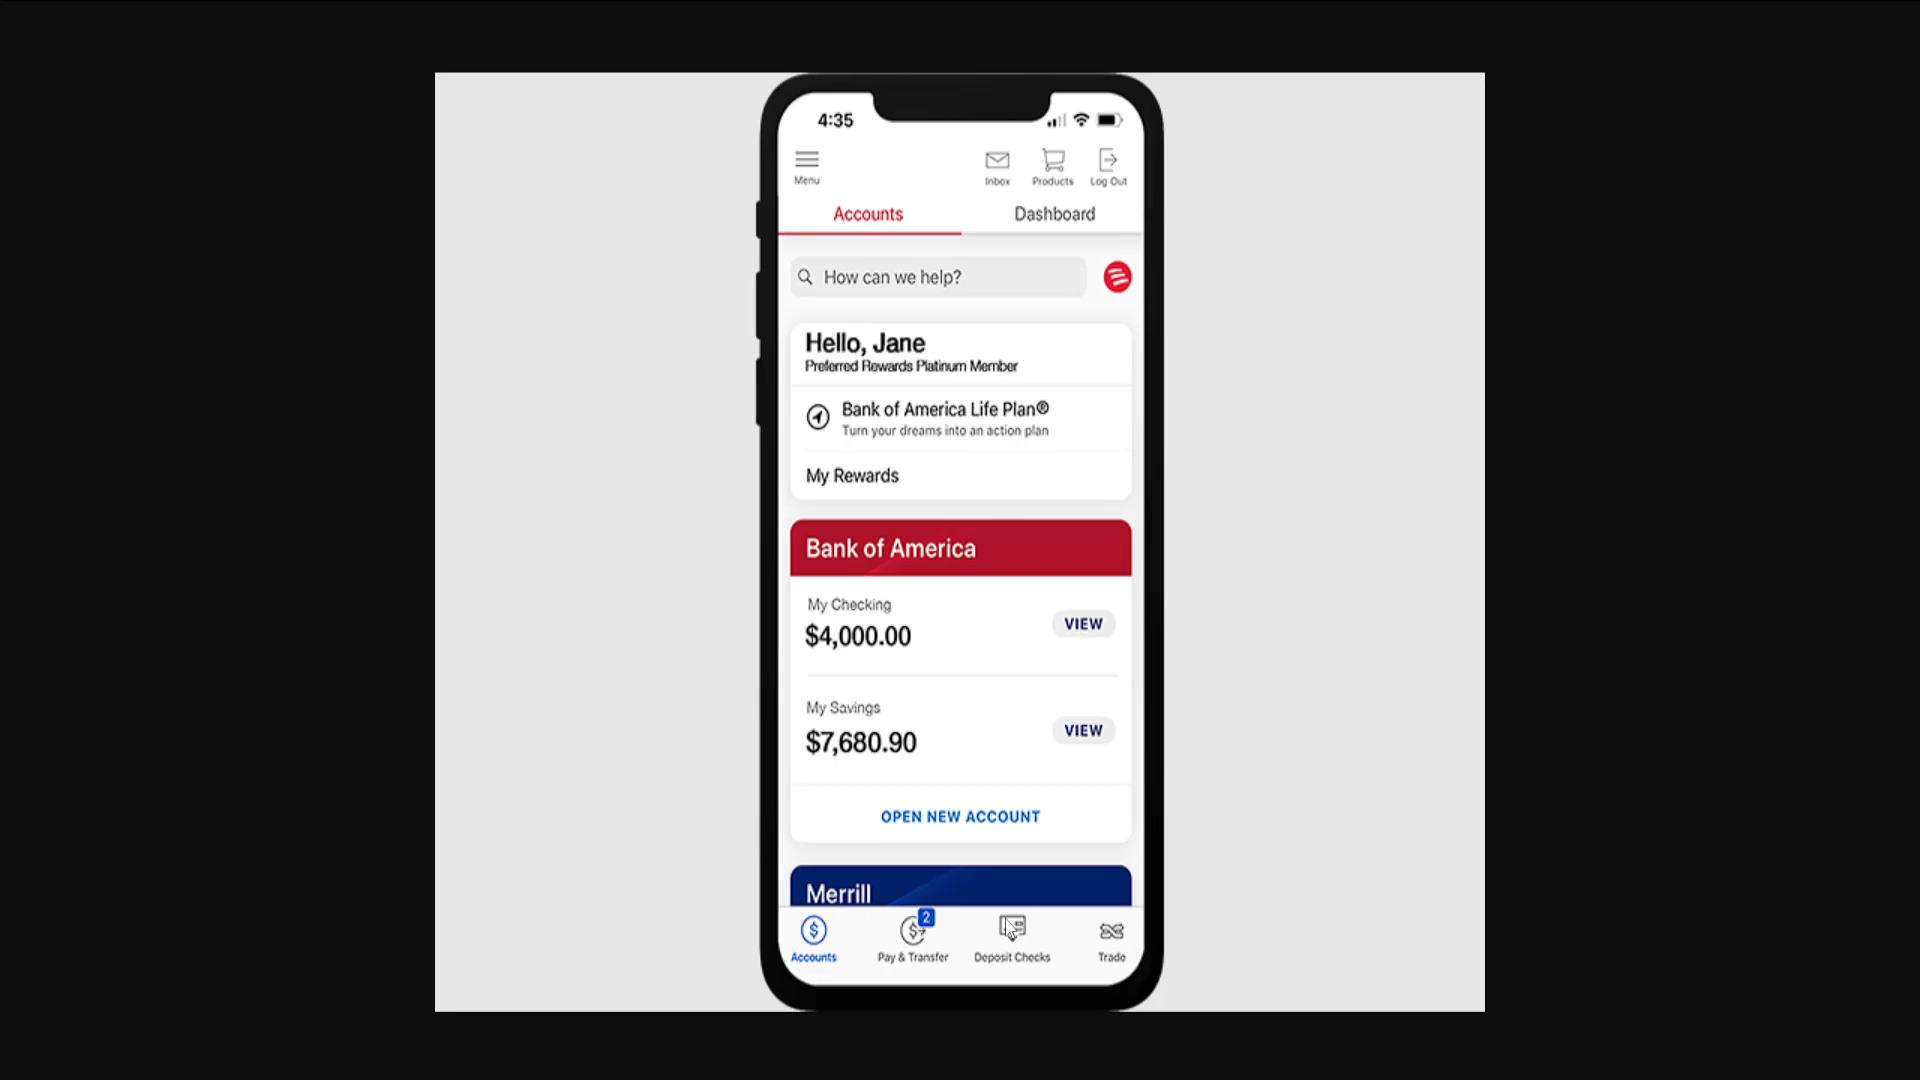 4:35
Menu
Inbox
Products
Log Out
Accounts
Dashboard
How can we help?
Hello, Jane
Preferred Rewards Platinum Member
Bank of America Life Plan®
Turn your dreams into an action plan
My Rewards
Bank of America
My Checking
$4,000.00
VIEW
My Savings
$7,680.90
VIEW
OPEN NEW ACCOUNT
Merrill
2
Accounts
Pay & Transfer
Deposit Checks
Trade